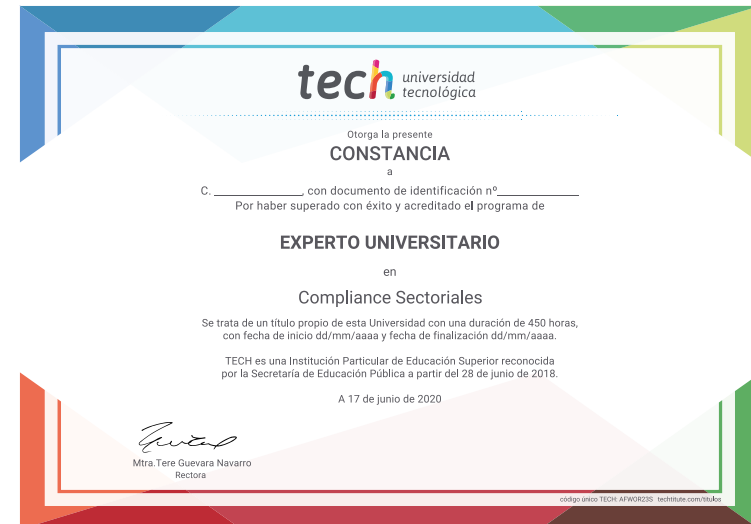 tech universidad
tecnológica
Otorga la presente
CONSTANCIA
a
C. ______________, con documento de identificación nº_____________
Por haber superado con éxito y acreditado el programa de
EXPERTO UNIVERSITARIO
en
Compliance Sectoriales
Se trata de un título propio de esta Universidad con una duración de 450 horas,
con fecha de inicio dd/mm/aaaa y fecha de finalización dd/mm/aaaa.
TECH es una Institución Particular de Educación Superior reconocida
por la Secretaría de Educación Pública a partir del 28 de junio de 2018.
A 17 de junio de 2020
Mtra.Tere Guevara Navarro
Rectora
código único TECH: AFWOR23S techtitute.com/titulos